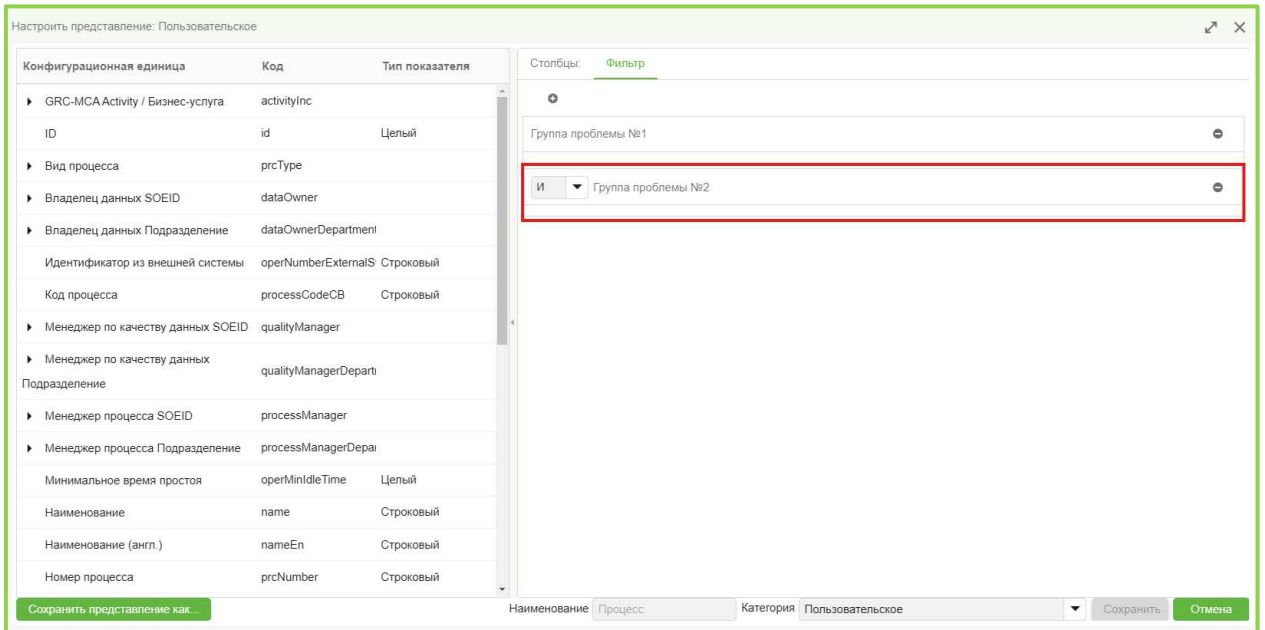 Настроить представление: Пользовательское
Конфигурационная единица Код Тип показателя
GRC-MCA Activity / Бизнес-услуга activityInc
ID id Целый
Вид процесса prcType
Владелец данных SOEID dataOwner
Владелец данных Подразделение dataOwnerDepartment
Идентификатор из внешней системы operNumberExternalS Строковый
Код процесса processCodeCB Строковый
Менеджер по качеству данных SOEID qualityManager
Менеджер по качеству данных
Подразделение qualityManagerDepart
Менеджер процесса SOEID processManager
Менеджер процесса Подразделение processManagerDepa
Минимальное время простоя operMinIdleTime Целый
Наименование name Строковый
Наименование (англ.) nameEn Строковый
Номер процесса prcNumber Строковый
Столбцы: Фильтр
Группа проблемы №1
И Группа проблемы №2
Сохранить представление как... Наименование Процесс Категория Пользовательское Сохранить Отмена